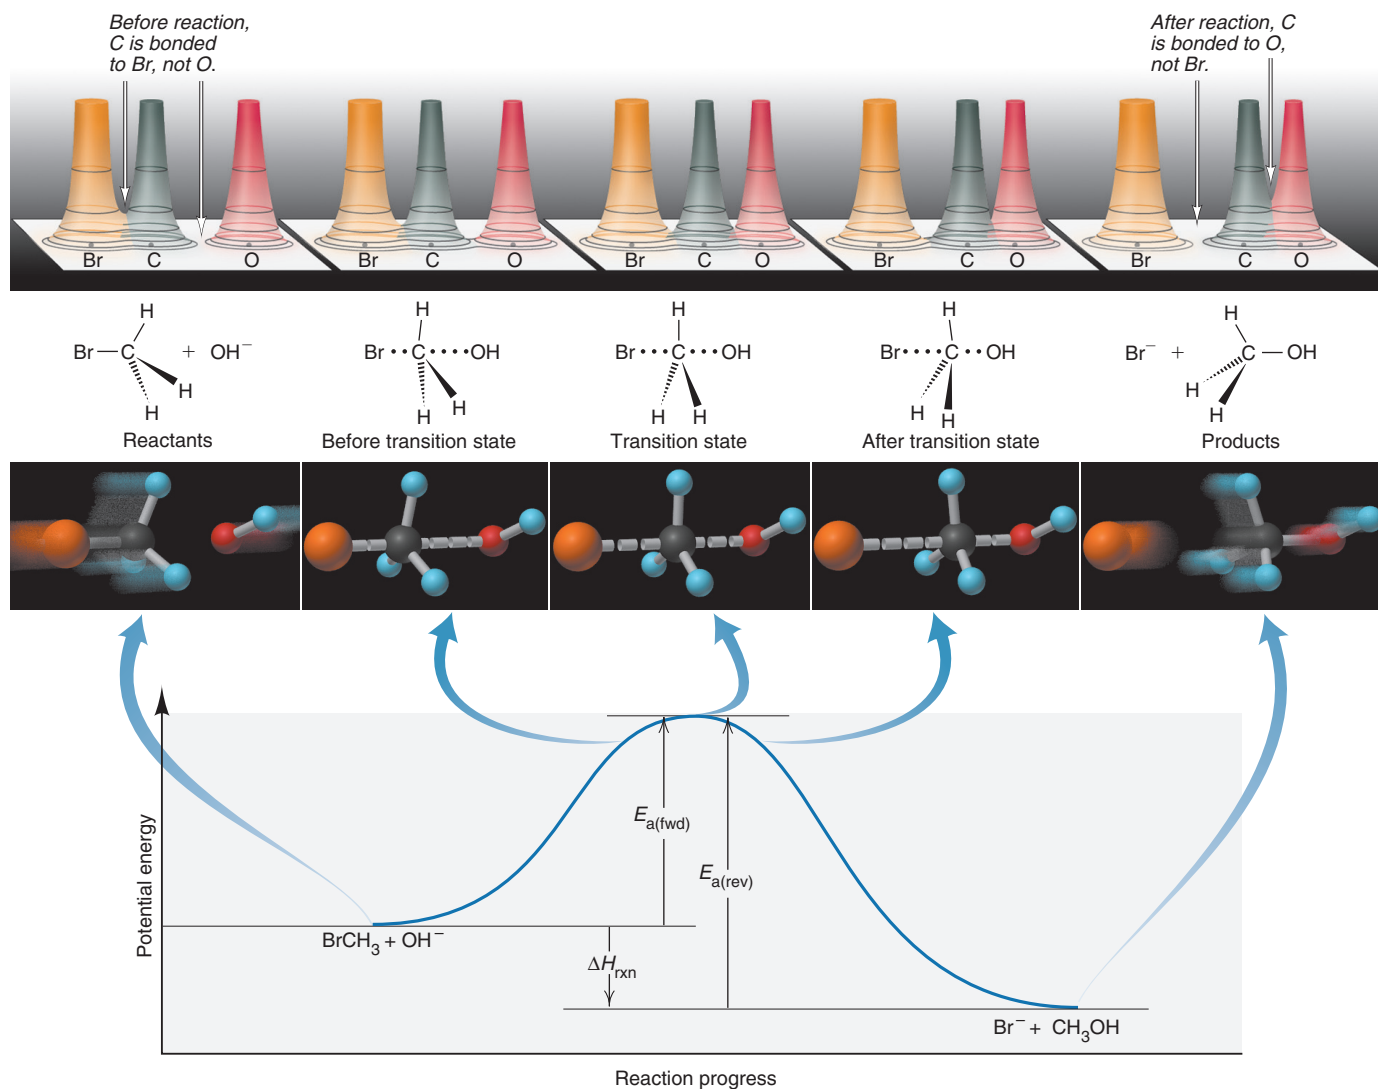 Before reaction,
C is bonded
to Br, not O.
After reaction, C
is bonded to O,
not Br.
Br C O
Br C O
Br C O
Br C O
Br C O
H
Br—C + OH⁻
H
H
Reactants
H
Br••C••••OH
H
H
Before transition state
H
Br•••C•••OH
H
H
Transition state
H
Br••••C••OH
H
H
After transition state
H
Br⁻ + C—OH
H
H
Products
Potential energy
Eₐ(fwd)
Eₐ(rev)
BrCH₃ + OH⁻
ΔHrxn
Br⁻ + CH₃OH
Reaction progress